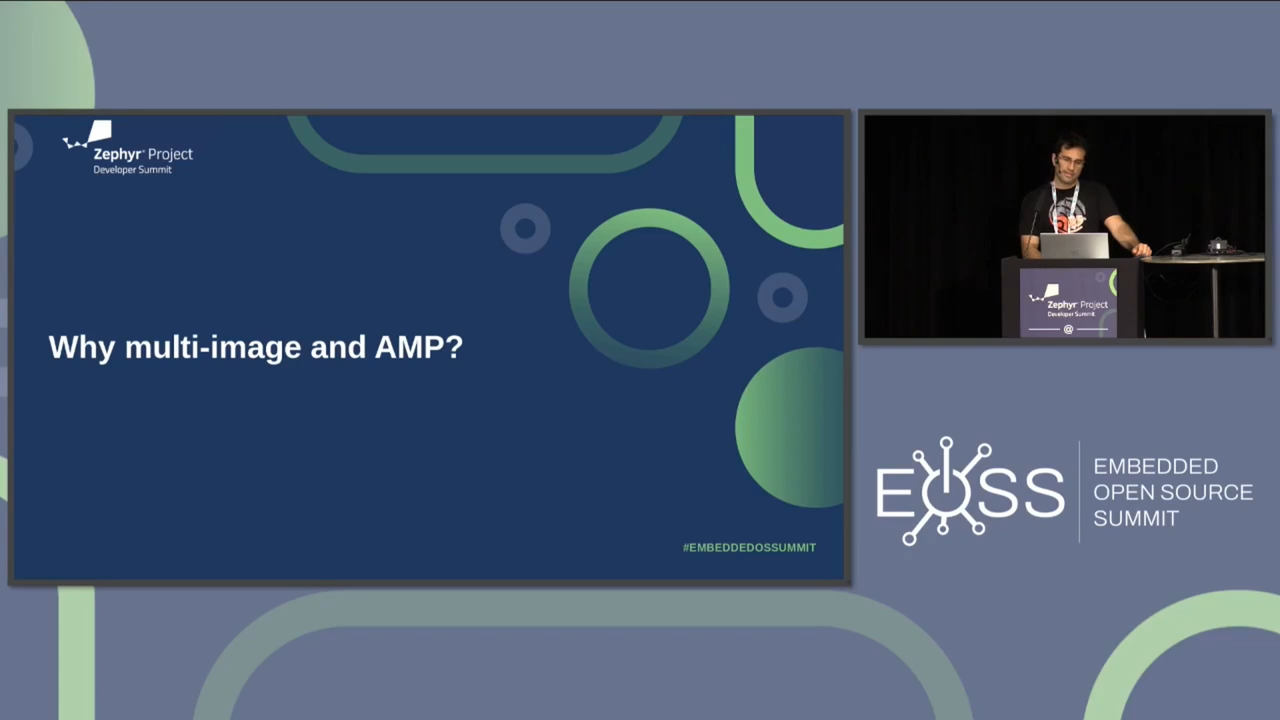 Zephyr® Project
Developer Summit
Why multi-image and AMP?
#EMBEDDEDOSSUMMIT
Zephyr® Project
Developer Summit
@
EOSS
EMBEDDED
OPEN SOURCE
SUMMIT